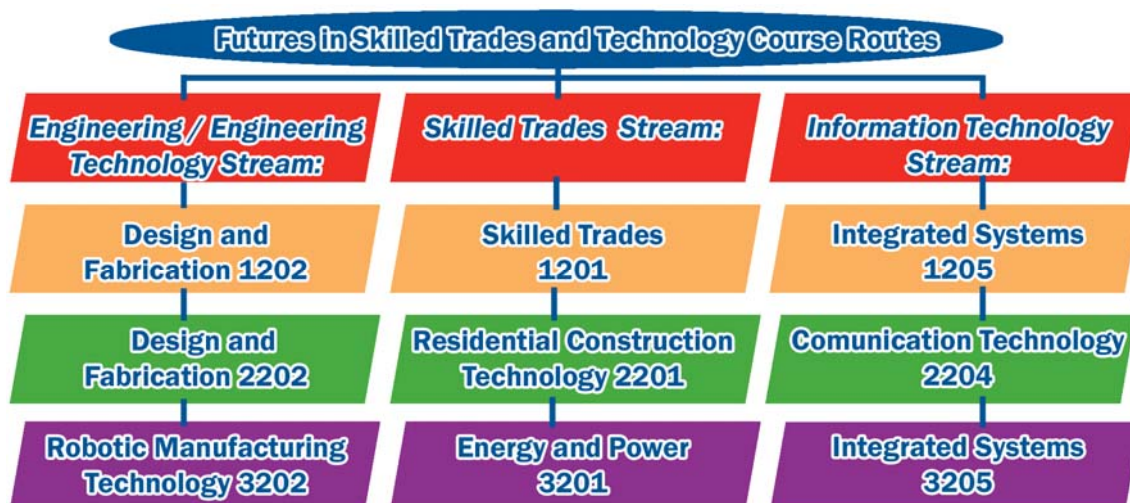 Futures in Skilled Trades and Technology Course Routes
Engineering / Engineering
Technology Stream:
Skilled Trades Stream:
Information Technology
Stream:
Design and
Fabrication 1202
Skilled Trades
1201
Integrated Systems
1205
Design and
Fabrication 2202
Residential Construction
Technology 2201
Comunication Technology
2204
Robotic Manufacturing
Technology 3202
Energy and Power
3201
Integrated Systems
3205